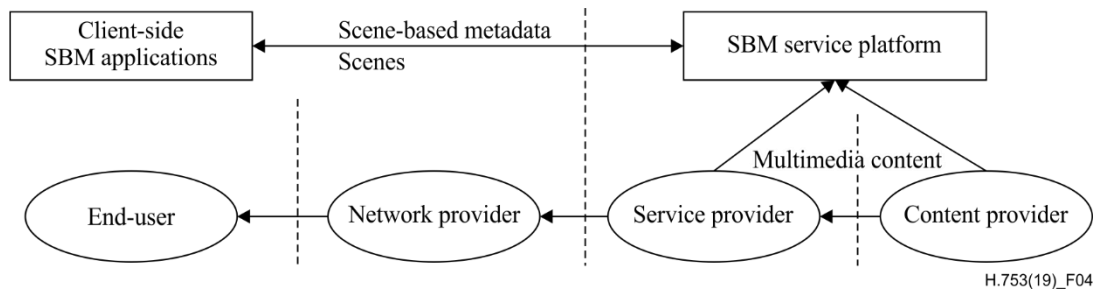 Client-side
SBM applications
Scene-based metadata
Scenes
SBM service platform
Multimedia content
End-user
Network provider
Service provider
Content provider
H.753(19)_F04